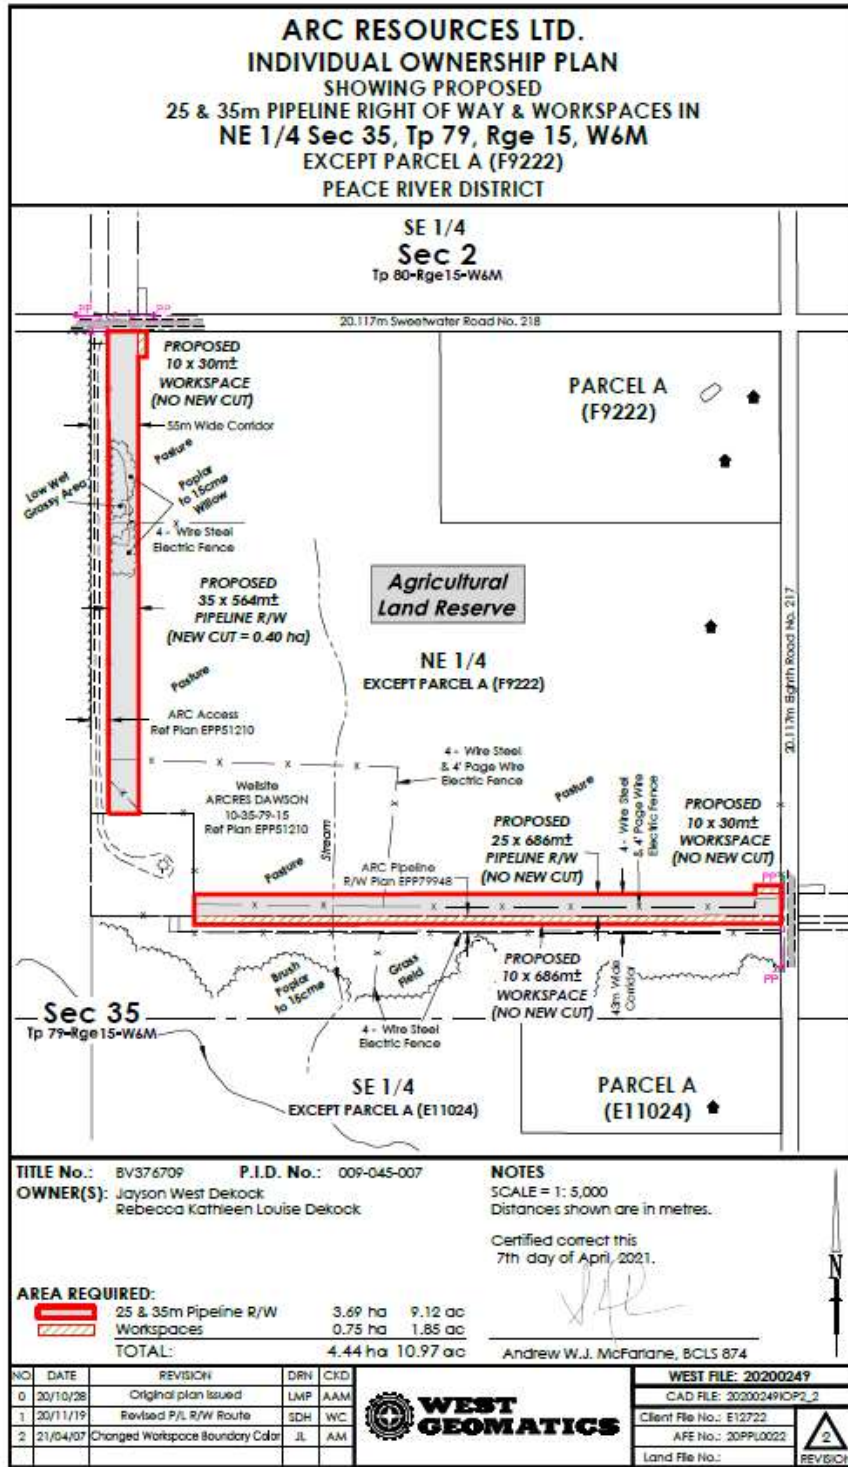 ARC RESOURCES LTD.
INDIVIDUAL OWNERSHIP PLAN
SHOWING PROPOSED
25 & 35m PIPELINE RIGHT OF WAY & WORKSPACES IN
NE 1/4 Sec 35, Tp 79, Rge 15, W6M
EXCEPT PARCEL A (F9222)
PEACE RIVER DISTRICT
SE 1/4
Sec 2
Tp 80-Rge15-W6M
PP
PP
20.117m Sweetwater Road No. 218
PROPOSED
10 x 30m±
WORKSPACE
(NO NEW CUT)
PARCEL A
(F9222)
55m Wide Corridor
Pasture
Low Wet
Grassy Area
Poplar
to 15cmø
Willow
4 - Wire Steel
Electric Fence
PROPOSED
35 x 564m±
PIPELINE R/W
(NEW CUT = 0.40 ha)
Agricultural
Land Reserve
NE 1/4
EXCEPT PARCEL A (F9222)
20.117m Eighth Road No. 217
Pasture
ARC Access
Ref Plan EPP51210
4 - Wire Steel
& 4' Page Wire
Electric Fence
Wellsite
ARCRES DAWSON
10-35-79-15
Ref Plan EPP51210
Stream
Pasture
PROPOSED
25 x 686m±
PIPELINE R/W
(NO NEW CUT)
4 - Wire Steel
& 4' Page Wire
Electric Fence
PROPOSED
10 x 30m±
WORKSPACE
(NO NEW CUT)
Pasture
ARC Pipeline
R/W Plan EPP79948
PP
Brush
Poplar
to 15cmø
Grass
Field
PROPOSED
10 x 686m±
WORKSPACE
(NO NEW CUT)
43m Wide
Corridor
PP
Sec 35
Tp 79-Rge15-W6M
4 - Wire Steel
Electric Fence
SE 1/4
EXCEPT PARCEL A (E11024)
PARCEL A
(E11024)
TITLE No.: BV376709 P.I.D. No.: 009-045-007
OWNER(S): Jayson West Dekock
Rebecca Kathleen Louise Dekock
NOTES
SCALE = 1: 5,000
Distances shown are in metres.
Certified correct this
7th day of April, 2021.
N
AREA REQUIRED:
25 & 35m Pipeline R/W 3.69 ha 9.12 ac
Workspaces 0.75 ha 1.85 ac
TOTAL: 4.44 ha 10.97 ac
Andrew W.J. McFarlane, BCLS 874
NO DATE REVISION DRN CKD
0 20/10/28 Original plan issued LMP AAM
1 20/11/19 Revised P/L R/W Route SDH WC
2 21/04/07 Changed Workspace Boundary Color JL AM
WEST
GEOMATICS
WEST FILE: 20200249
CAD FILE: 20200249IOP2_2
Client File No.: E12722
AFE No.: 20PPL0022
Land File No.:
2
REVISION